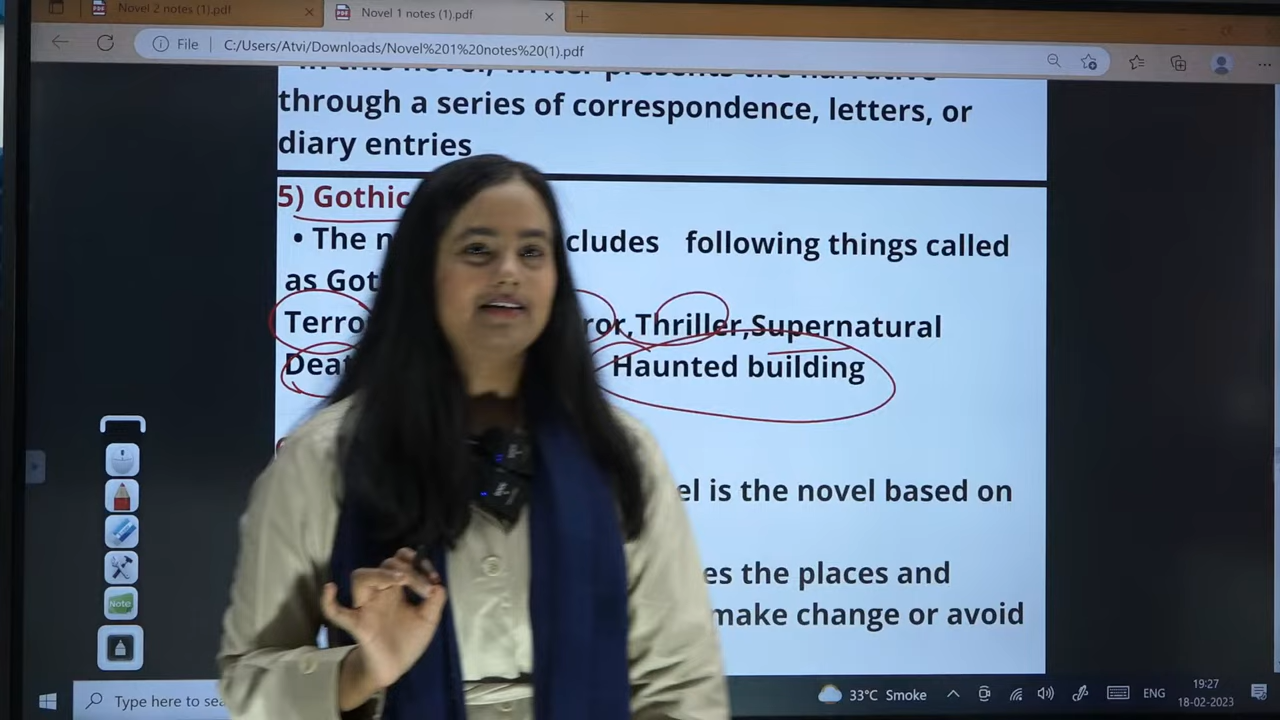 Novel 2 notes (1).pdf
Novel 1 notes (1).pdf
File
C:/Users/Atvi/Downloads/Novel%201%20notes%20(1).pdf
through a series of correspondence, letters, or
diary entries
5) Gothic
• The n cludes following things called
as Got
Terro ror,Thriller,Supernatural
Deat Haunted building
el is the novel based on
es the places and
make change or avoid
Note
Type here to sea
33°C Smoke
ENG
19:27
18-02-2023